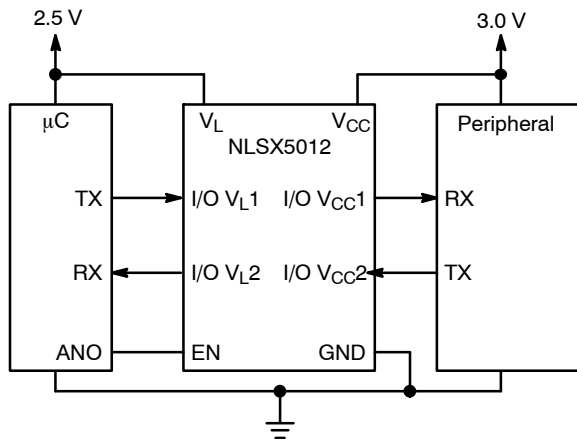 2.5 V
3.0 V
μC
V_L
V_CC
Peripheral
NLSX5012
TX
I/O V_L1
I/O V_CC1
RX
RX
I/O V_L2
I/O V_CC2
TX
ANO
EN
GND